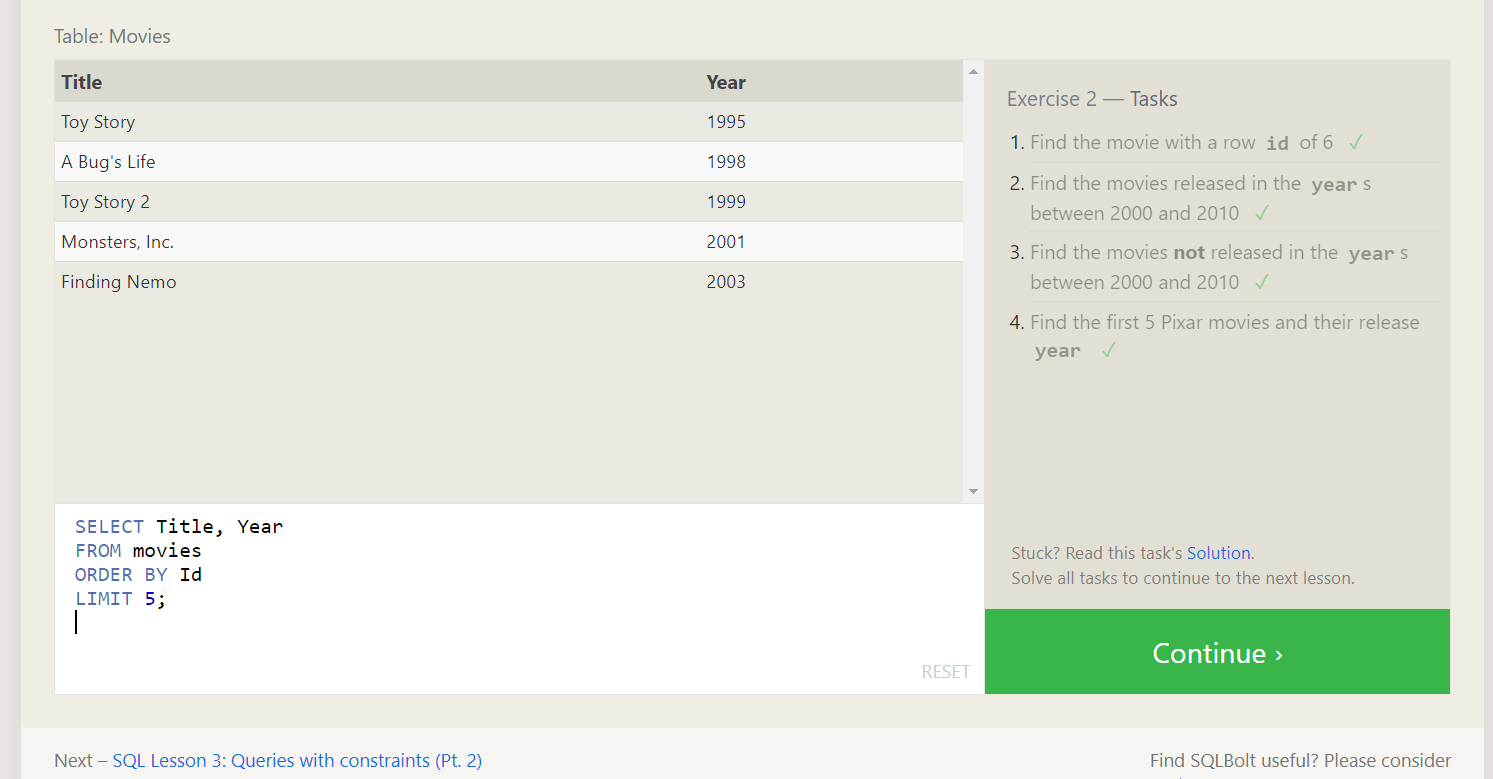 Table: Movies
Title Year
Toy Story 1995
A Bug's Life 1998
Toy Story 2 1999
Monsters, Inc. 2001
Finding Nemo 2003
SELECT Title, Year
FROM movies
ORDER BY Id
LIMIT 5;
RESET
Exercise 2 — Tasks
1. Find the movie with a row id of 6 ✓
2. Find the movies released in the year s
between 2000 and 2010 ✓
3. Find the movies not released in the year s
between 2000 and 2010 ✓
4. Find the first 5 Pixar movies and their release
year ✓
Stuck? Read this task's Solution.
Solve all tasks to continue to the next lesson.
Continue ›
Next – SQL Lesson 3: Queries with constraints (Pt. 2)
Find SQLBolt useful? Please consider